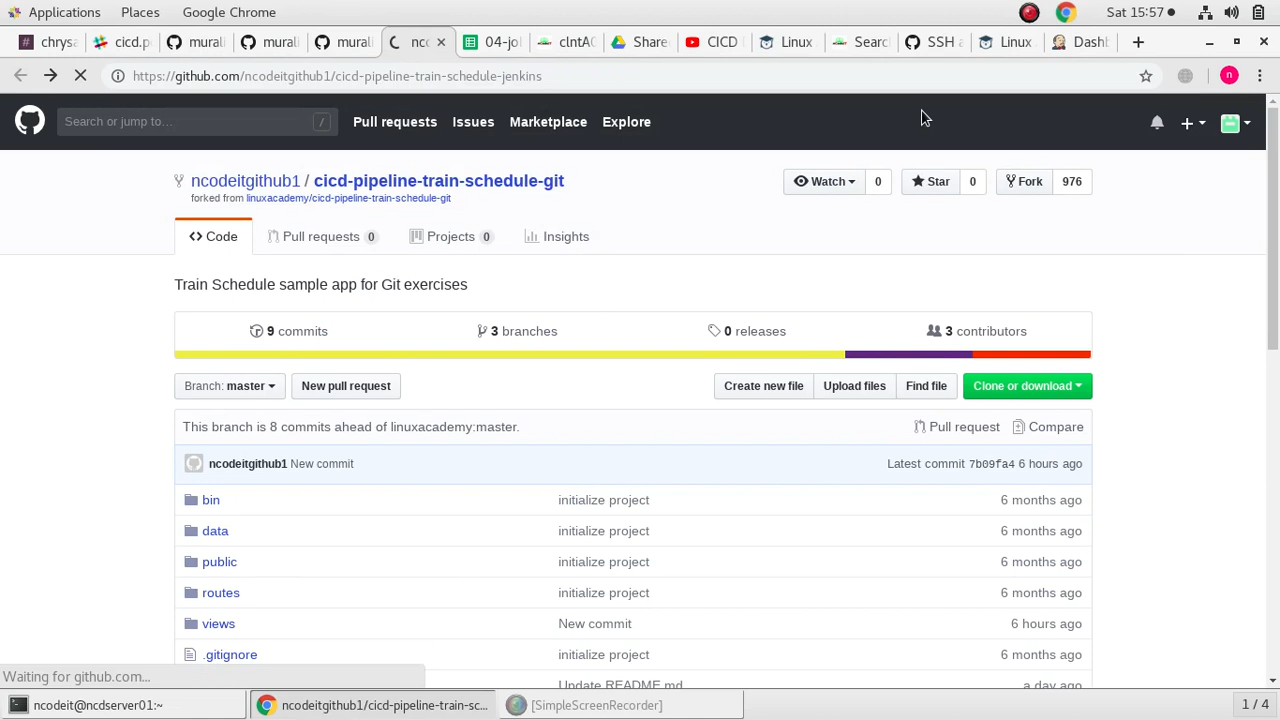 Applications Places Google Chrome Sat 15:57
chrysa cicd.p murali murali murali nco 04-jol clntAC Share CICD Linux Searc SSH a Linux Dashb
https://github.com/ncodeitgithub1/cicd-pipeline-train-schedule-jenkins n
Search or jump to... / Pull requests Issues Marketplace Explore
ncodeitgithub1 / cicd-pipeline-train-schedule-git Watch 0 Star 0 Fork 976
forked from linuxacademy/cicd-pipeline-train-schedule-git
Code Pull requests 0 Projects 0 Insights
Train Schedule sample app for Git exercises
9 commits 3 branches 0 releases 3 contributors
Branch: master New pull request Create new file Upload files Find file Clone or download
This branch is 8 commits ahead of linuxacademy:master. Pull request Compare
ncodeitgithub1 New commit Latest commit 7b09fa4 6 hours ago
bin initialize project 6 months ago
data initialize project 6 months ago
public initialize project 6 months ago
routes initialize project 6 months ago
views New commit 6 hours ago
.gitignore initialize project 6 months ago
Waiting for github.com... Update README.md a day ago
ncodeit@ncdserver01:~ ncodeitgithub1/cicd-pipeline-train-sc... [SimpleScreenRecorder] 1 / 4